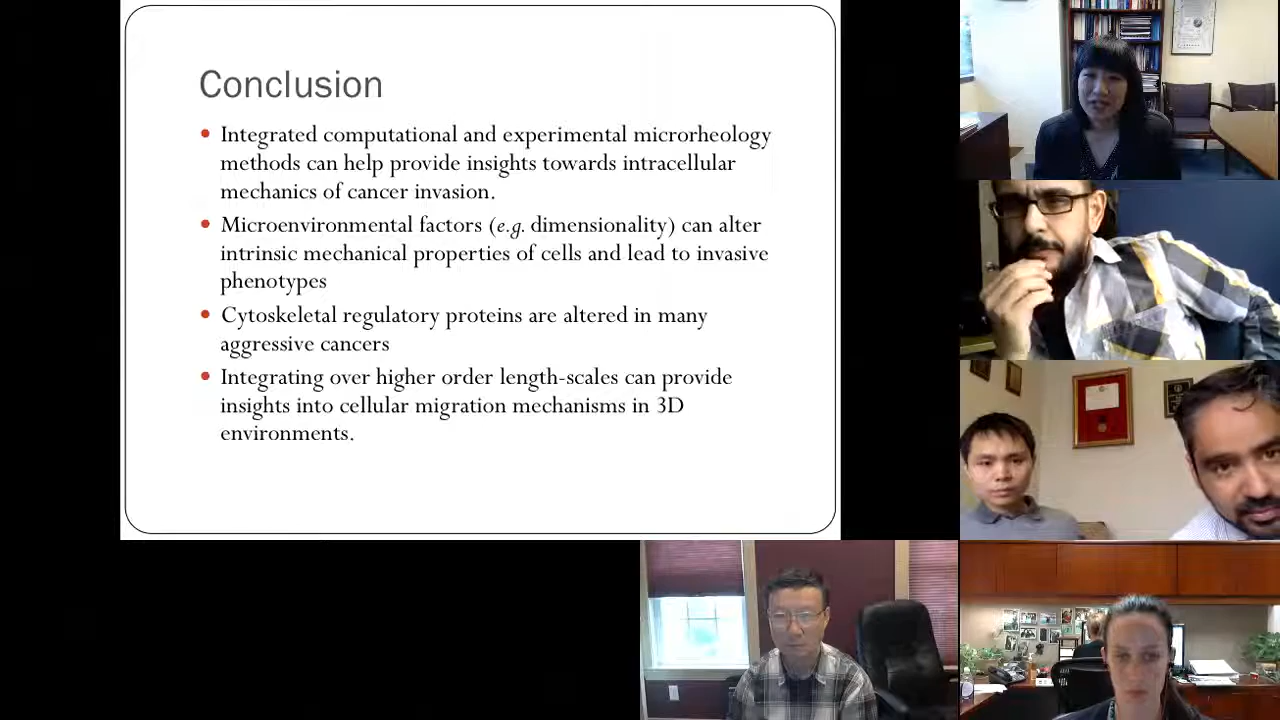 Conclusion
• Integrated computational and experimental microrheology
methods can help provide insights towards intracellular
mechanics of cancer invasion.
• Microenvironmental factors (e.g. dimensionality) can alter
intrinsic mechanical properties of cells and lead to invasive
phenotypes
• Cytoskeletal regulatory proteins are altered in many
aggressive cancers
• Integrating over higher order length-scales can provide
insights into cellular migration mechanisms in 3D
environments.